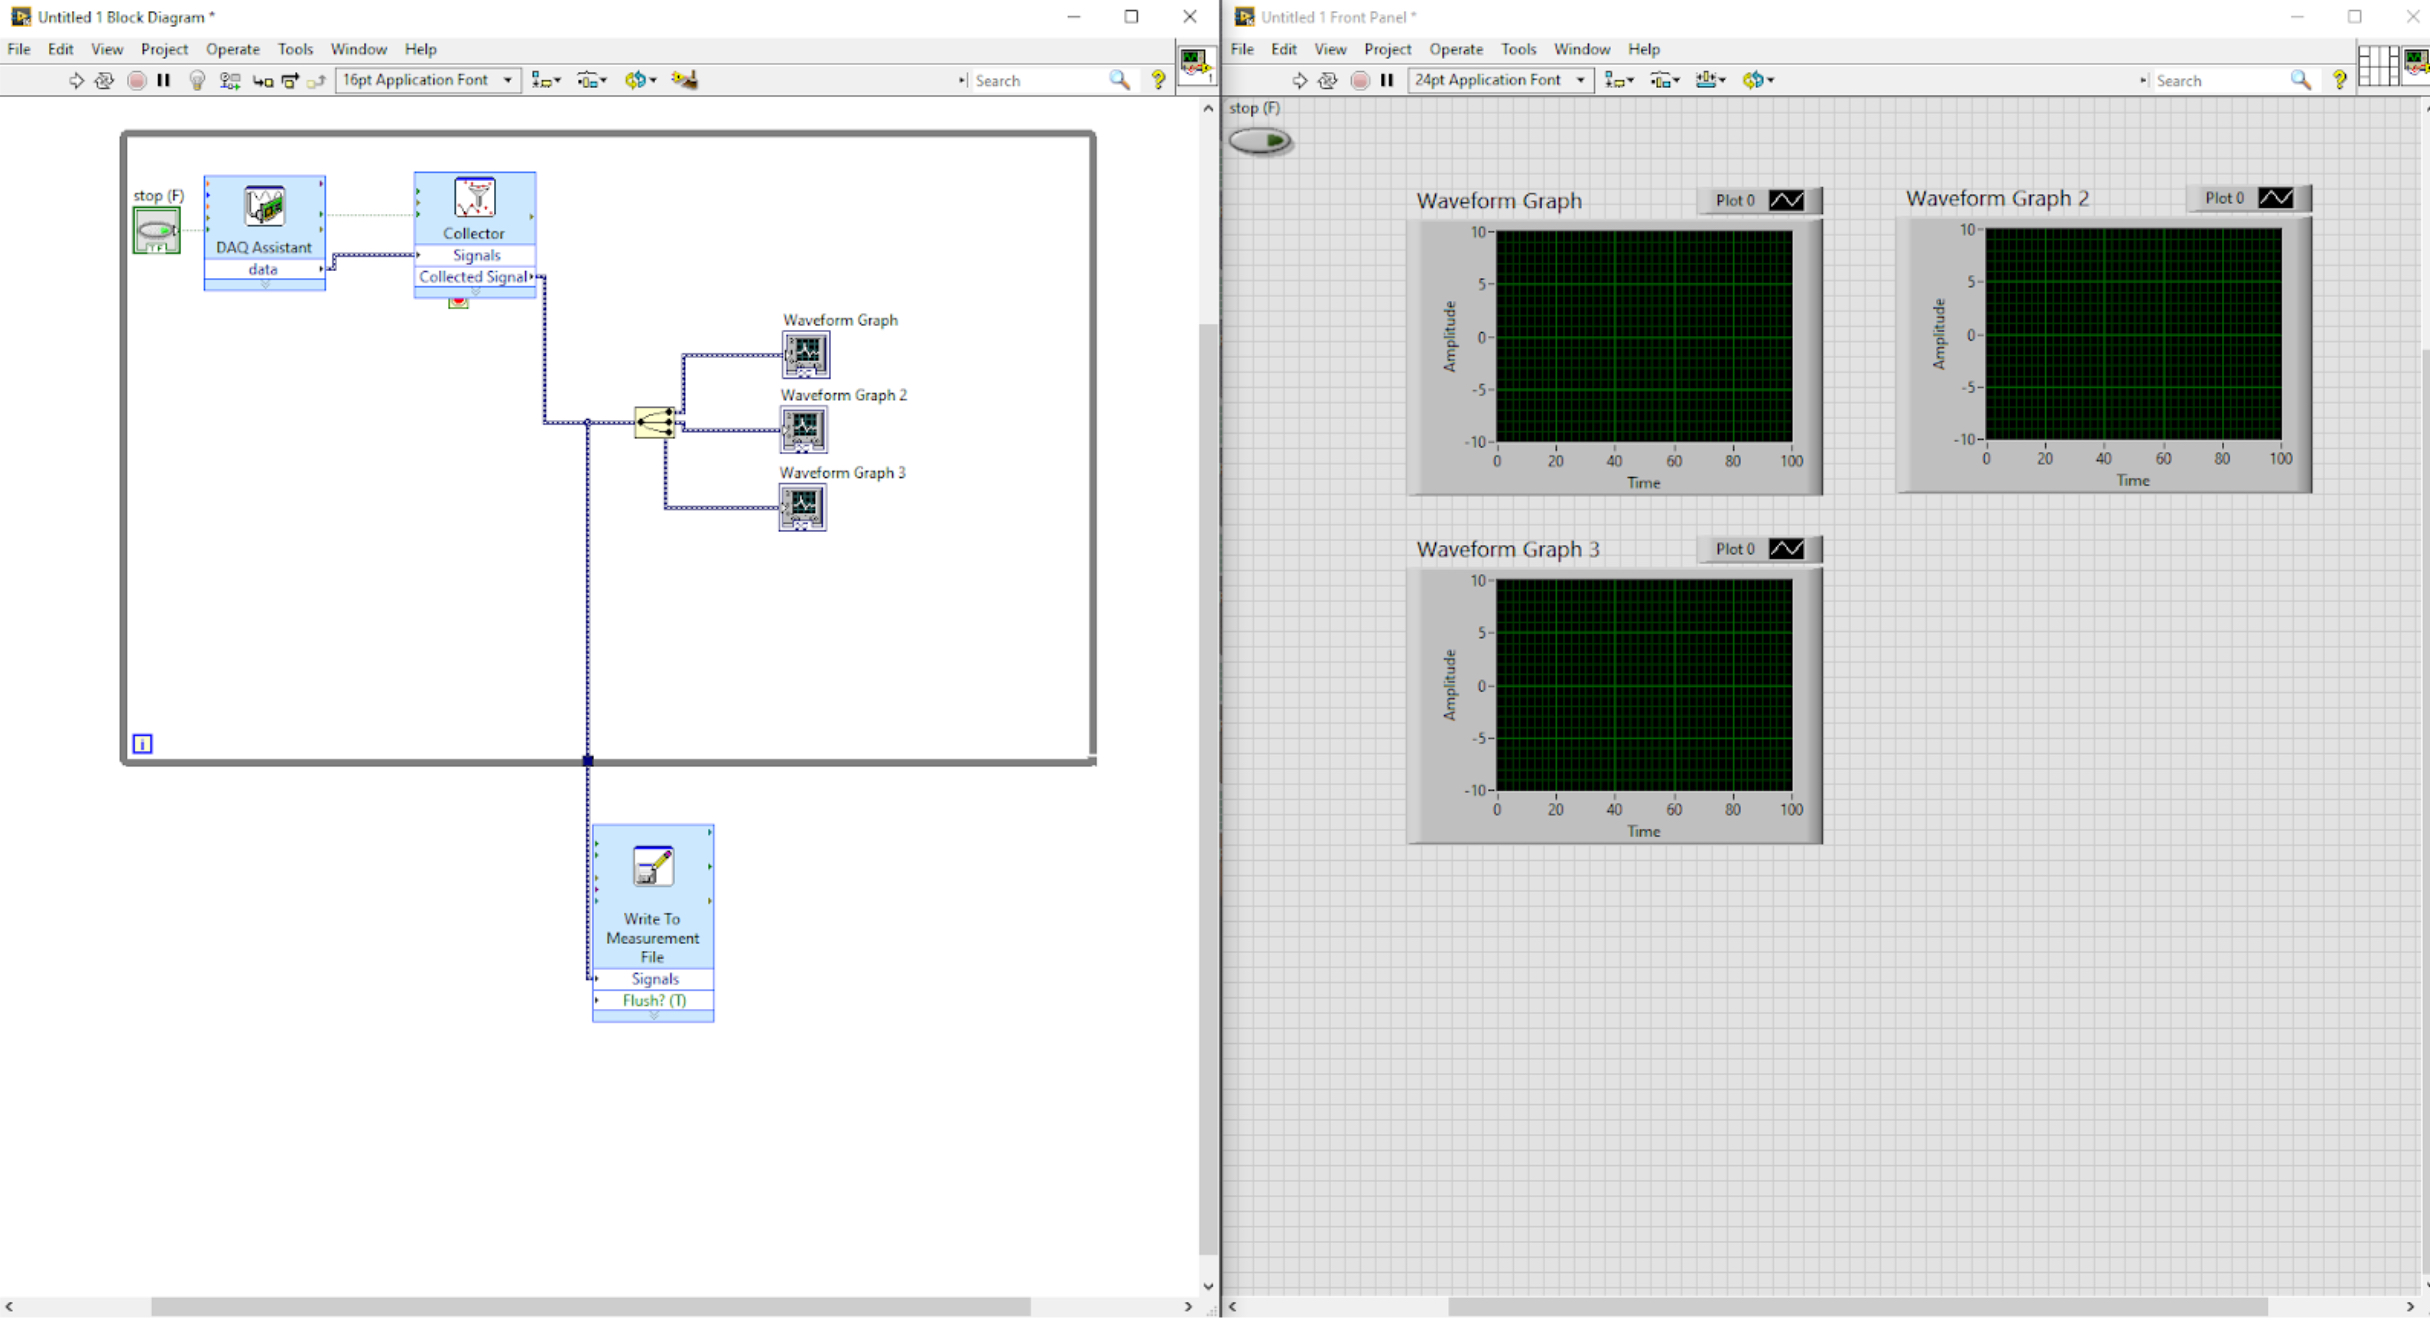 Untitled 1 Block Diagram *
File Edit View Project Operate Tools Window Help
16pt Application Font
Search
1
stop (F)
TF
DAQ Assistant
data
Collector
Signals
Collected Signal
Waveform Graph
Waveform Graph 2
Waveform Graph 3
i
Write To
Measurement
File
Signals
Flush? (T)
Untitled 1 Front Panel *
File Edit View Project Operate Tools Window Help
24pt Application Font
Search
stop (F)
Waveform Graph
Plot 0
10
5
0
-5
-10
Amplitude
0 20 40 60 80 100
Time
Waveform Graph 2
Plot 0
10
5
0
-5
-10
Amplitude
0 20 40 60 80 100
Time
Waveform Graph 3
Plot 0
10
5
0
-5
-10
Amplitude
0 20 40 60 80 100
Time